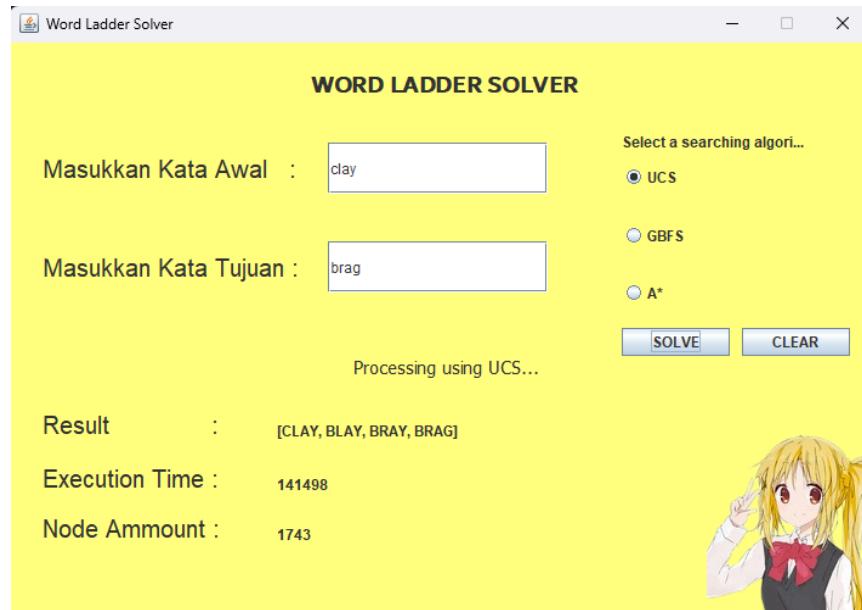 Word Ladder Solver
WORD LADDER SOLVER
Masukkan Kata Awal : clay
Masukkan Kata Tujuan : brag
Select a searching algori...
UCS
GBFS
A*
SOLVE CLEAR
Processing using UCS...
Result : [CLAY, BLAY, BRAY, BRAG]
Execution Time : 141498
Node Ammount : 1743